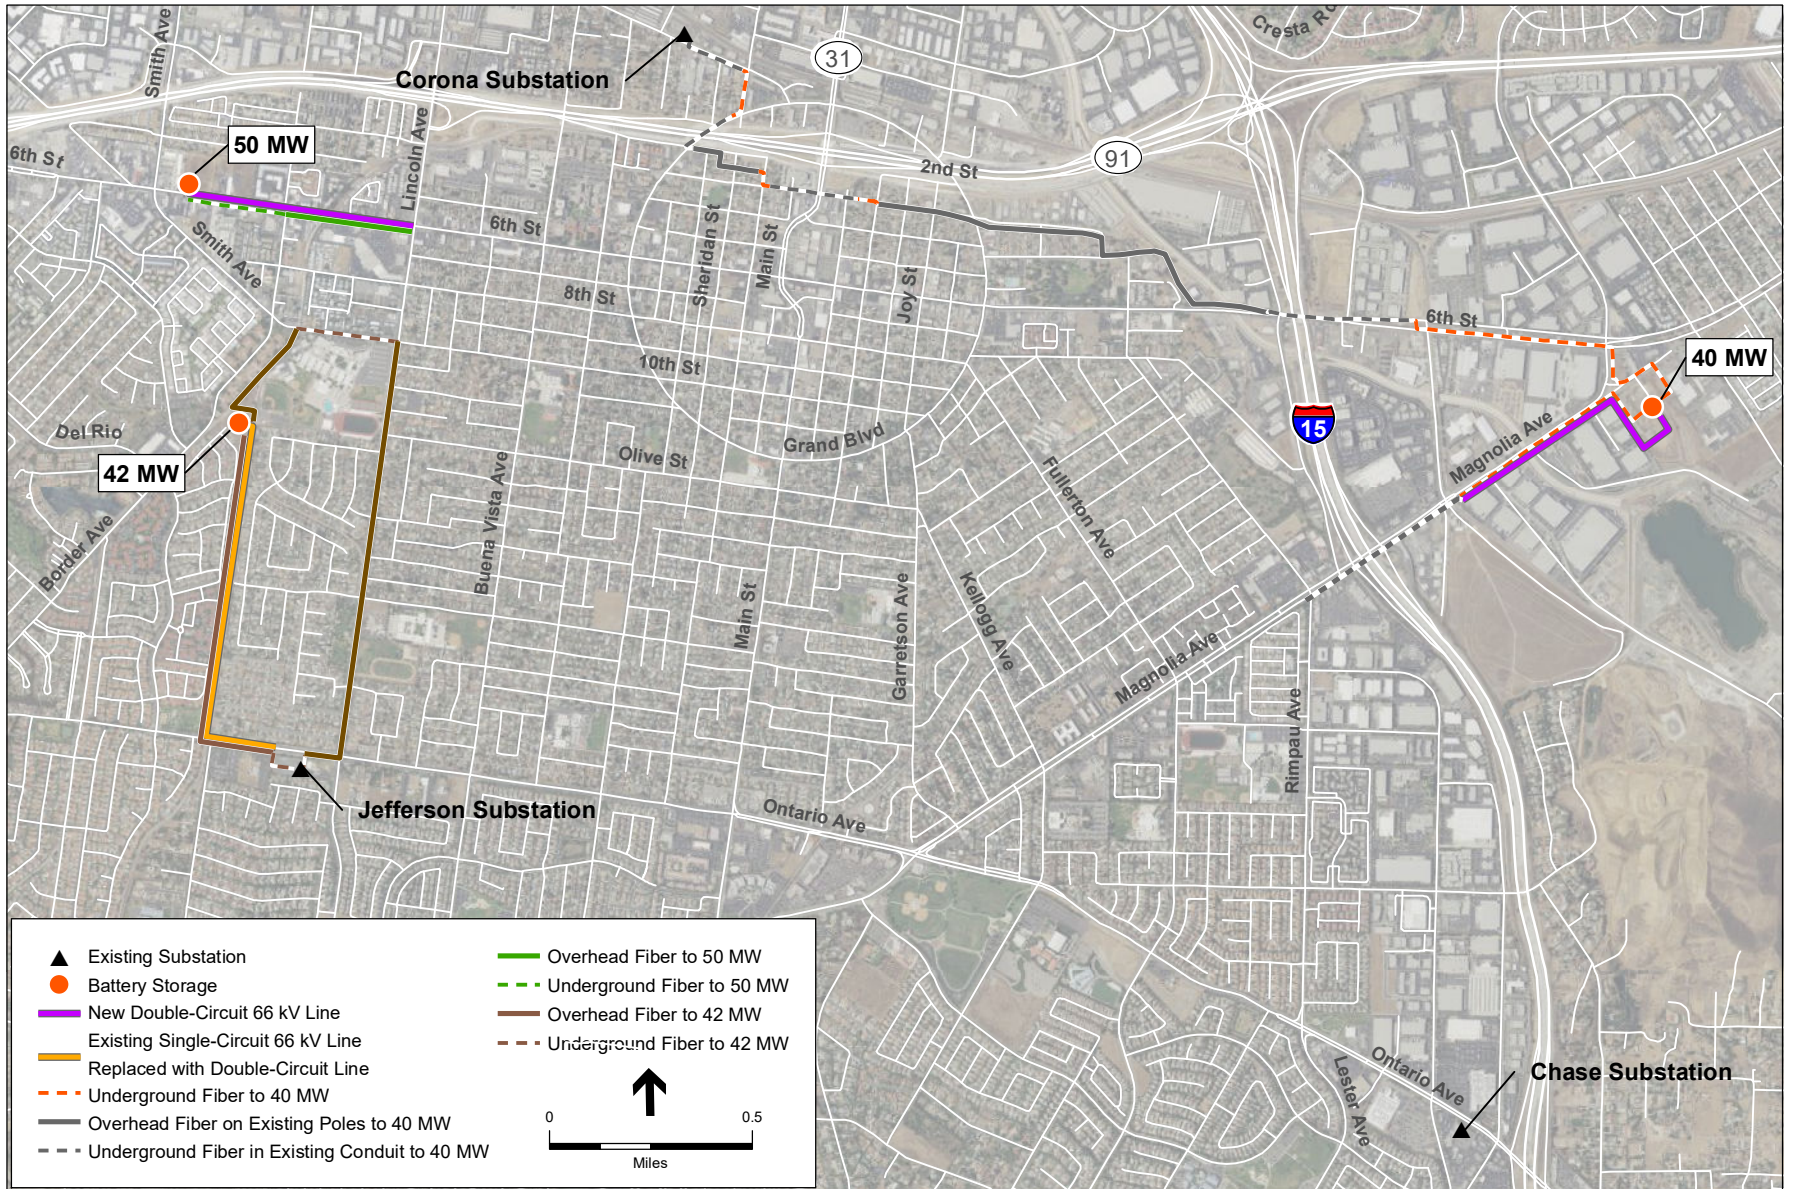 Smith Ave
Corona Substation
31
Cresta Rd
50 MW
6th St
Lincoln Ave
91
2nd St
6th St
Sheridan St
Main St
Smith Ave
8th St
Joy St
6th St
10th St
40 MW
Del Rio
Grand Blvd
15
Magnolia Ave
42 MW
Olive St
Buena Vista Ave
Fullerton Ave
Border Ave
Main St
Garretson Ave
Kellogg Ave
Magnolia Ave
Rimpau Ave
Jefferson Substation
Ontario Ave
Ontario Ave
Lester Ave
Chase Substation
Existing Substation
Battery Storage
New Double-Circuit 66 kV Line
Existing Single-Circuit 66 kV Line
Replaced with Double-Circuit Line
Underground Fiber to 40 MW
Overhead Fiber on Existing Poles to 40 MW
Underground Fiber in Existing Conduit to 40 MW
Overhead Fiber to 50 MW
Underground Fiber to 50 MW
Overhead Fiber to 42 MW
Underground Fiber to 42 MW
0 0.5
Miles